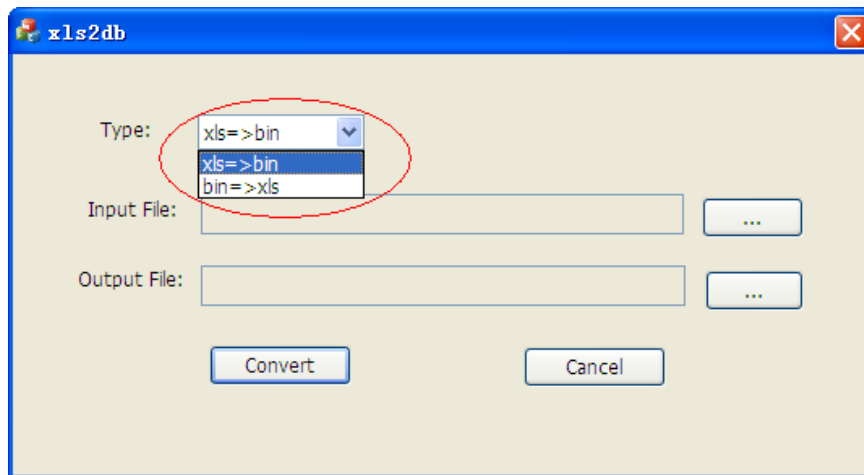 xls2db
Type: xls=>bin
xls=>bin
bin=>xls
Input File: ...
Output File: ...
Convert Cancel